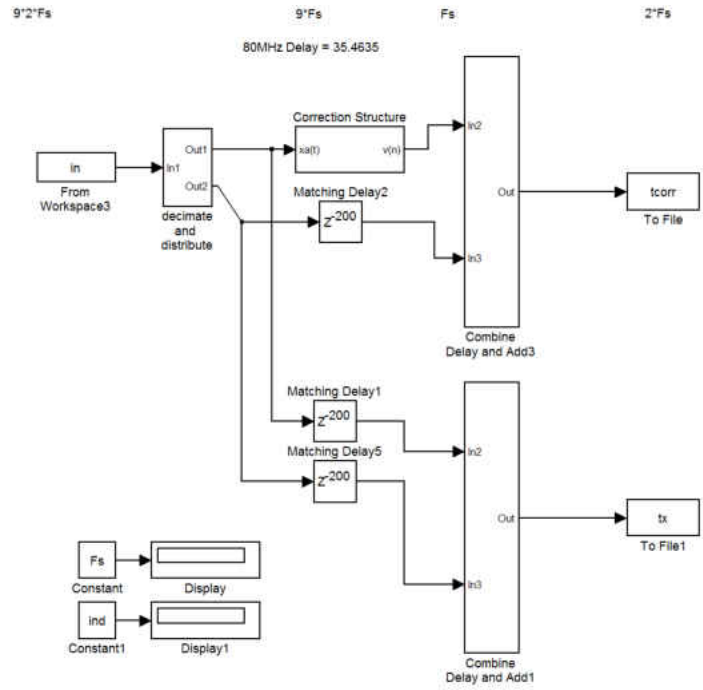 9*2*Fs 9*Fs Fs 2*Fs
80MHz Delay = 35.4635
Correction Structure
xa(t) v(n)
In2
In3
Out
Combine
Delay and Add3
tcorr
To File
in
From
Workspace3
In1
Out1
Out2
decimate
and
distribute
Matching Delay2
z-200
Matching Delay1
z-200
Matching Delay5
z-200
In2
In3
Out
Combine
Delay and Add1
tx
To File1
Fs
Constant
Display
ind
Constant1
Display1